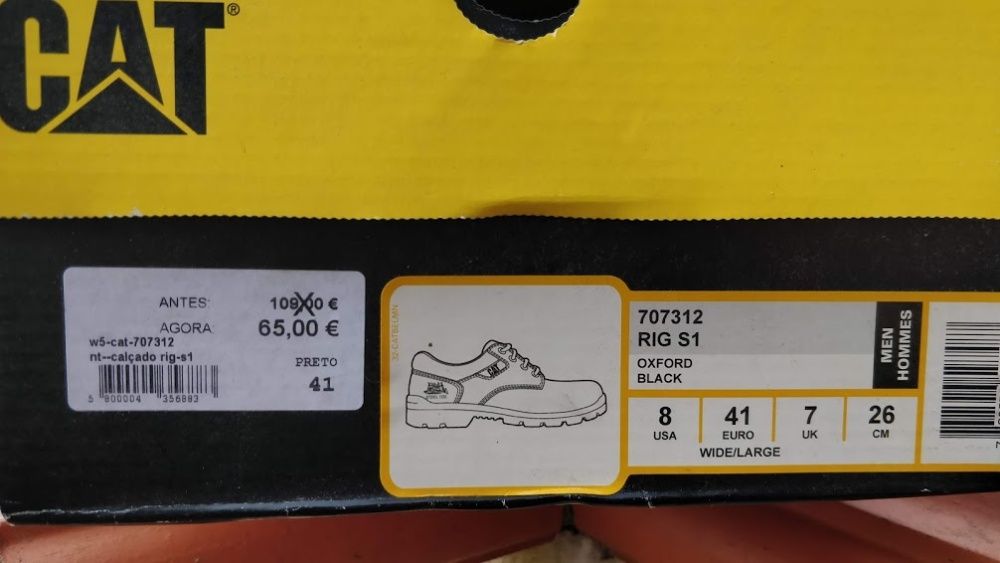 CAT®
ANTES:
109,00 €
AGORA:
65,00 €
w5-cat-707312
nt--calçado rig-s1
PRETO
41
5 800004 356883
CAT
707312
RIG S1
OXFORD
BLACK
MEN
HOMMES
8
USA
41
EURO
7
UK
26
CM
WIDE/LARGE